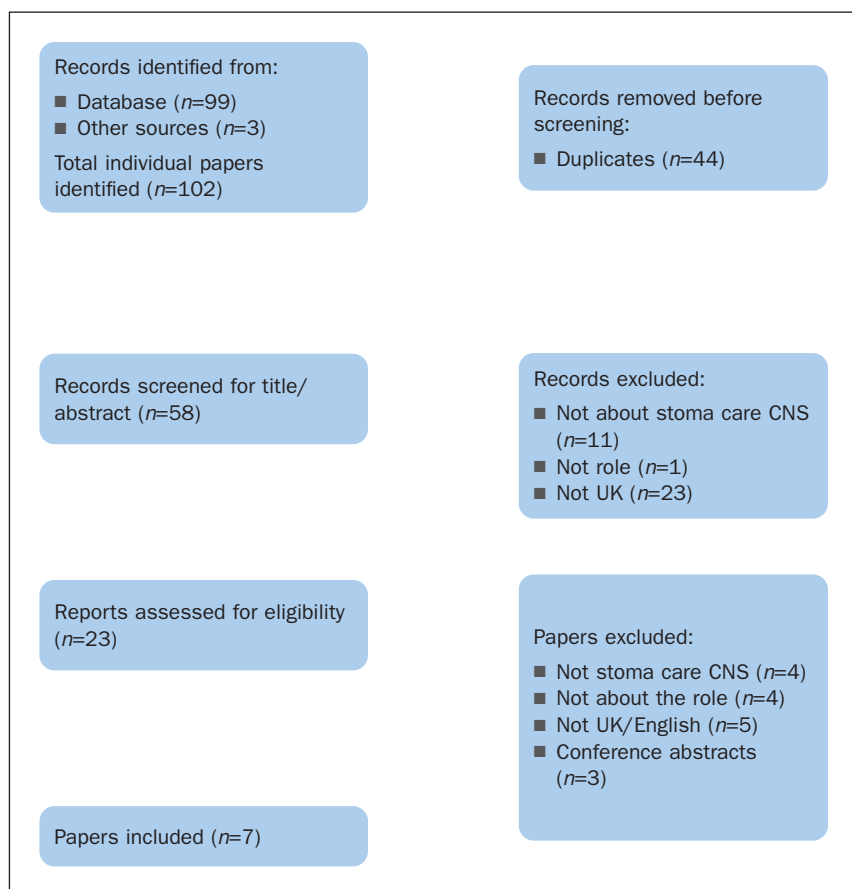 Records identified from:
■ Database (n=99)
■ Other sources (n=3)
Total individual papers
identified (n=102)
Records removed before
screening:
■ Duplicates (n=44)
Records screened for title/
abstract (n=58)
Records excluded:
■ Not about stoma care CNS
(n=11)
■ Not role (n=1)
■ Not UK (n=23)
Reports assessed for eligibility
(n=23)
Papers excluded:
■ Not stoma care CNS (n=4)
■ Not about the role (n=4)
■ Not UK/English (n=5)
■ Conference abstracts
(n=3)
Papers included (n=7)